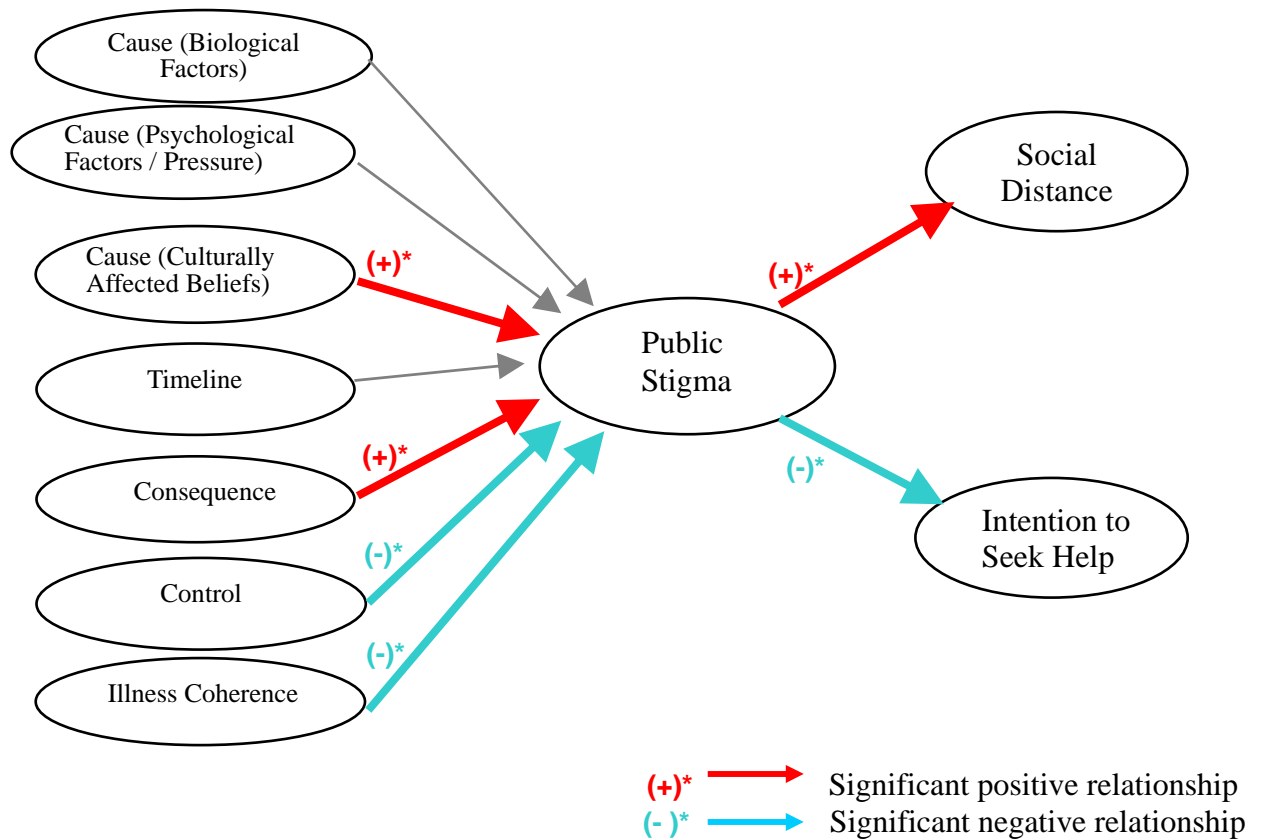 Cause (Biological
Factors)
Cause (Psychological
Factors / Pressure)
Cause (Culturally
Affected Beliefs)
(+)*
Timeline
Consequence
(+)*
Control
(-)*
Illness Coherence
(-)*
Public
Stigma
(+)*
Social
Distance
(-)*
Intention to
Seek Help
(+)* Significant positive relationship
(- )* Significant negative relationship